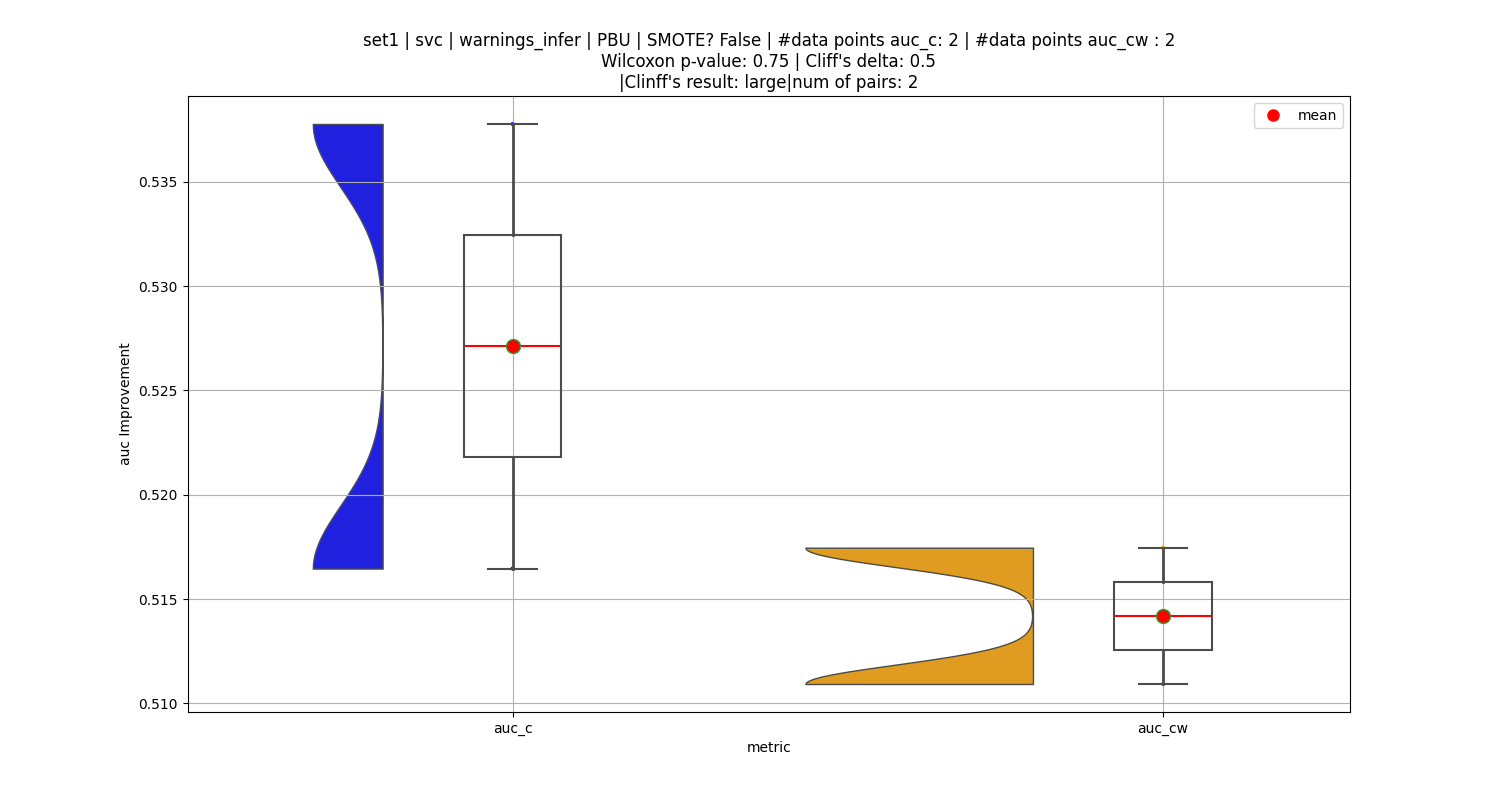 set1 | svc | warnings_infer | PBU | SMOTE? False | #data points auc_c: 2 | #data points auc_cw : 2
Wilcoxon p-value: 0.75 | Cliff's delta: 0.5
|Clinff's result: large|num of pairs: 2
mean
0.535
0.530
0.525
0.520
0.515
0.510
auc Improvement
auc_c
auc_cw
metric